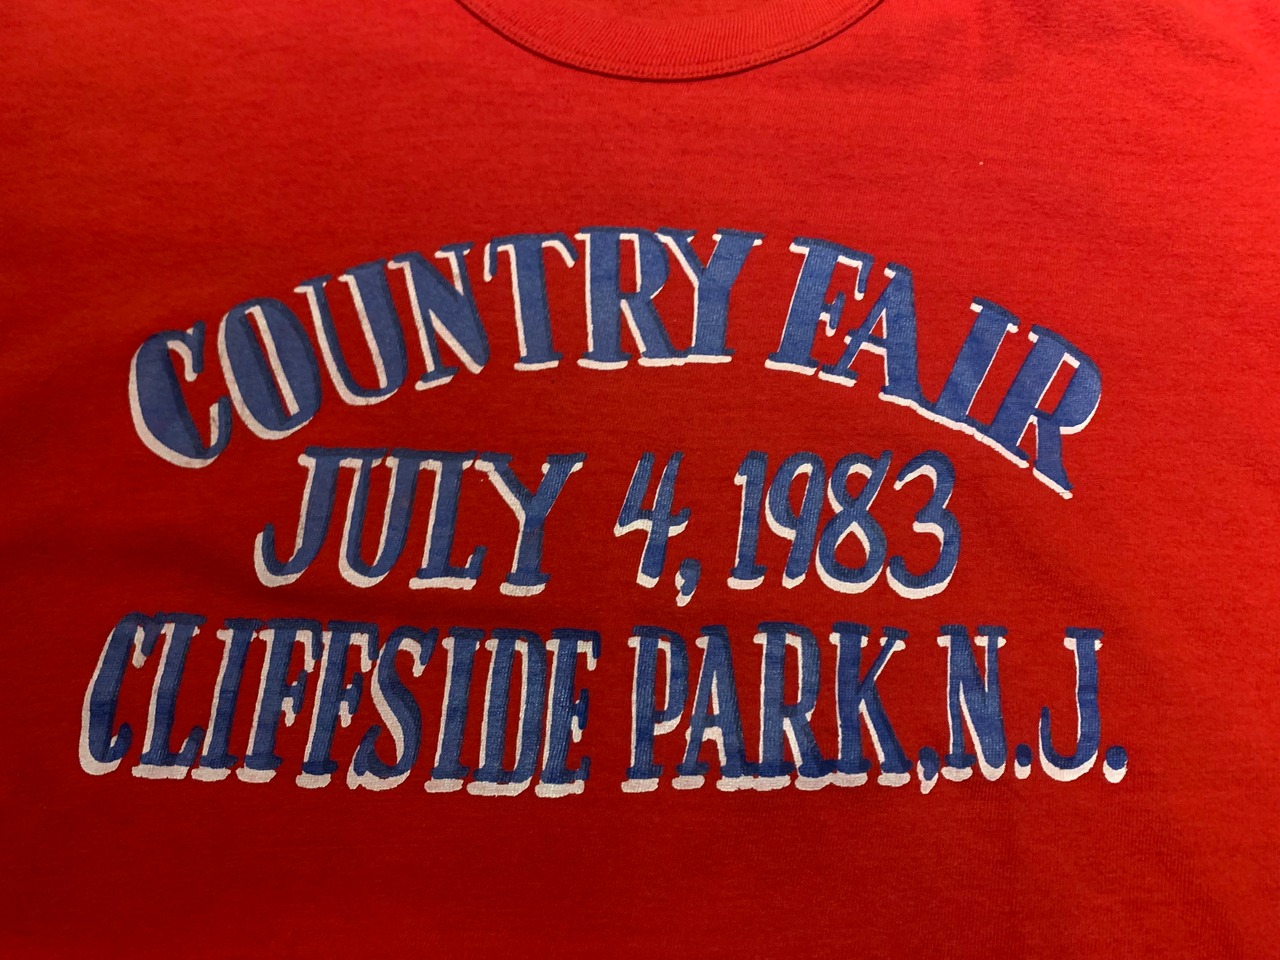 COUNTRY FAIR
JULY 4, 1983
CLIFFSIDE PARK, N.J.